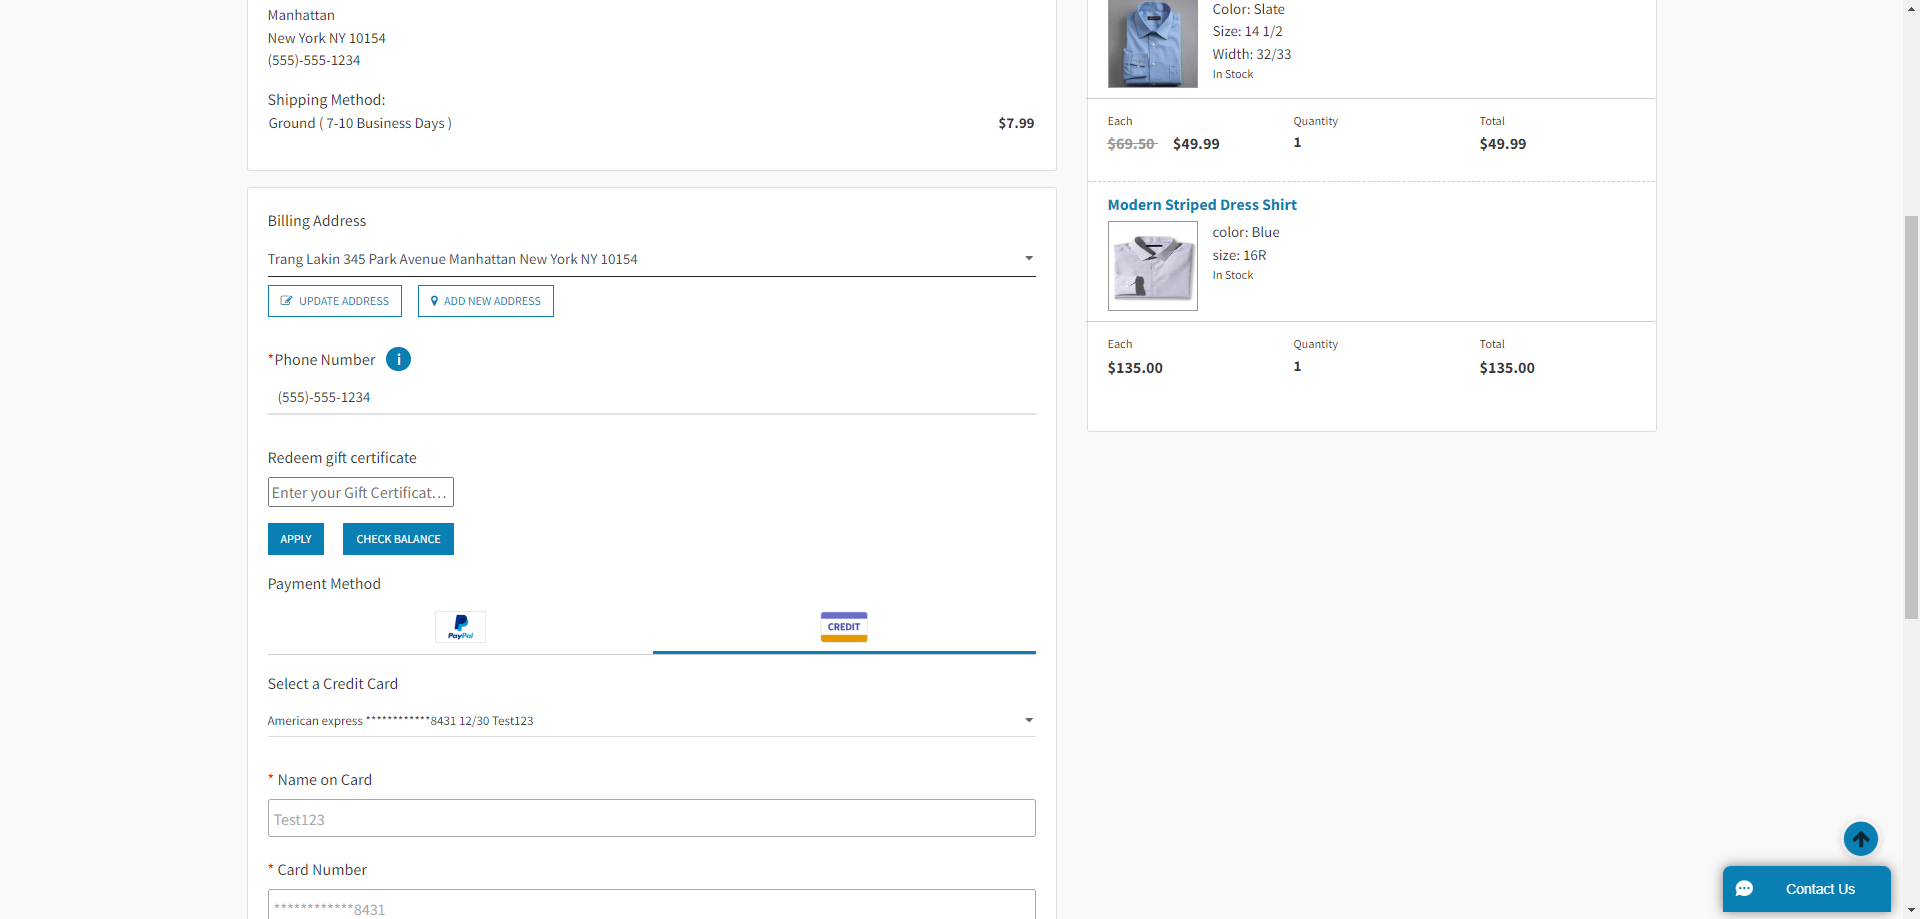 Manhattan
New York NY 10154
(555)-555-1234
Shipping Method:
Ground ( 7-10 Business Days )
$7.99
Billing Address
Trang Lakin 345 Park Avenue Manhattan New York NY 10154
UPDATE ADDRESS
ADD NEW ADDRESS
*Phone Number
i
(555)-555-1234
Redeem gift certificate
Enter your Gift Certificat...
APPLY
CHECK BALANCE
Payment Method
PayPal
CREDIT
Select a Credit Card
American express ************8431 12/30 Test123
* Name on Card
Test123
* Card Number
************8431
Color: Slate
Size: 14 1/2
Width: 32/33
In Stock
Each
Quantity
Total
$69.50 $49.99
1
$49.99
Modern Striped Dress Shirt
color: Blue
size: 16R
In Stock
Each
Quantity
Total
$135.00
1
$135.00
Contact Us